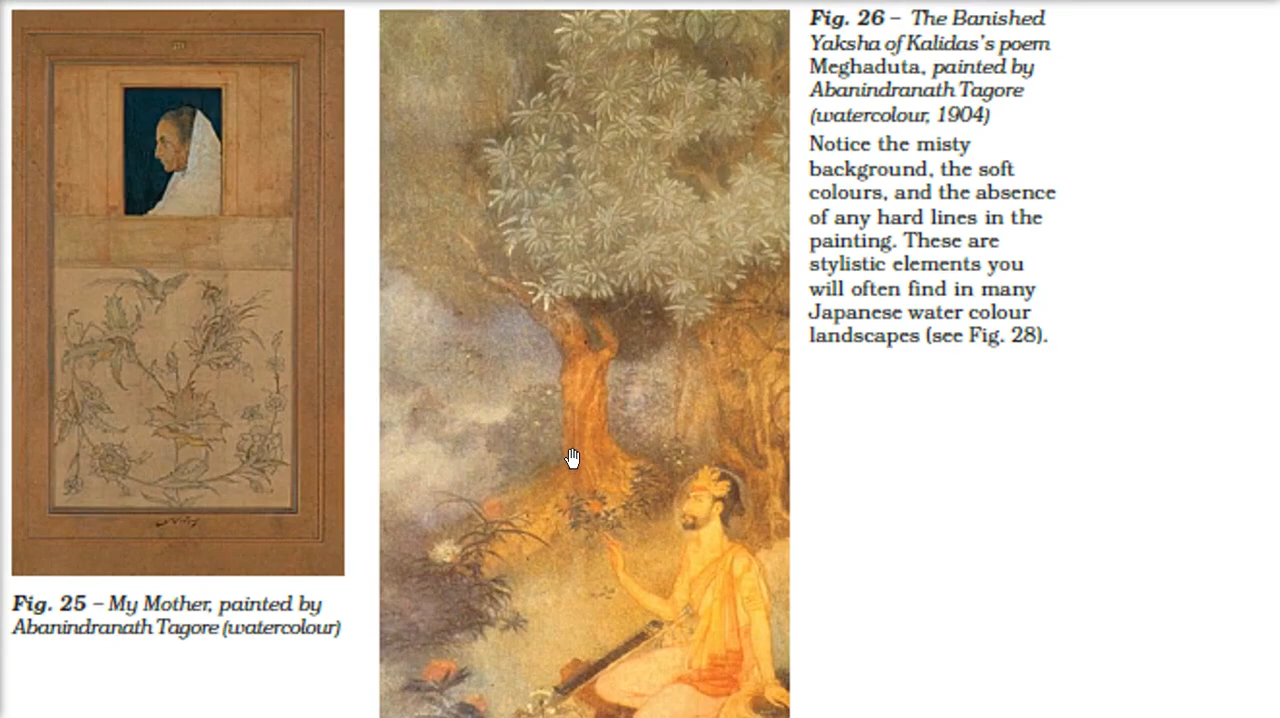 Fig. 25 – My Mother, painted by
Abanindranath Tagore (watercolour)
Fig. 26 – The Banished
Yaksha of Kalidas's poem
Meghaduta, painted by
Abanindranath Tagore
(watercolour, 1904)
Notice the misty
background, the soft
colours, and the absence
of any hard lines in the
painting. These are
stylistic elements you
will often find in many
Japanese water colour
landscapes (see Fig. 28).